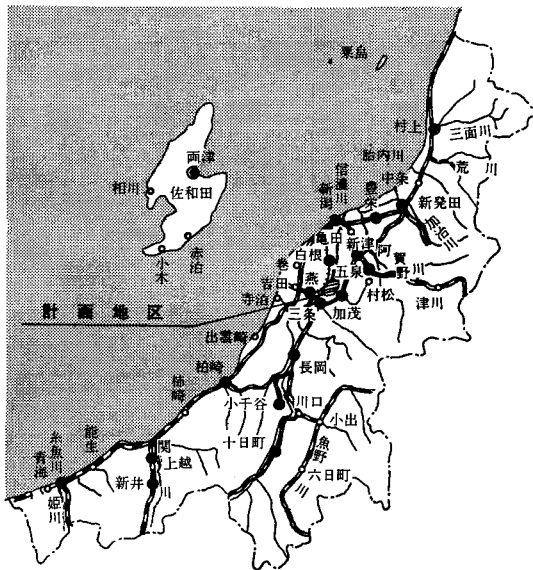 粟島
村上
三面川
胎内川
荒川
中条
新発田
加治川
豊栄
信濃川
新潟
両津
相川
佐和田
赤泊
小木
亀田
新津
阿賀野川
白根
五泉
巻
燕
吉田
村松
津川
寺泊
計画地区
三条
加茂
出雲崎
長岡
柏崎
柿崎
小千谷
川口
小出
十日町
魚野川
六日町
能生
関川
上越
新井
糸魚川
青海
姫川